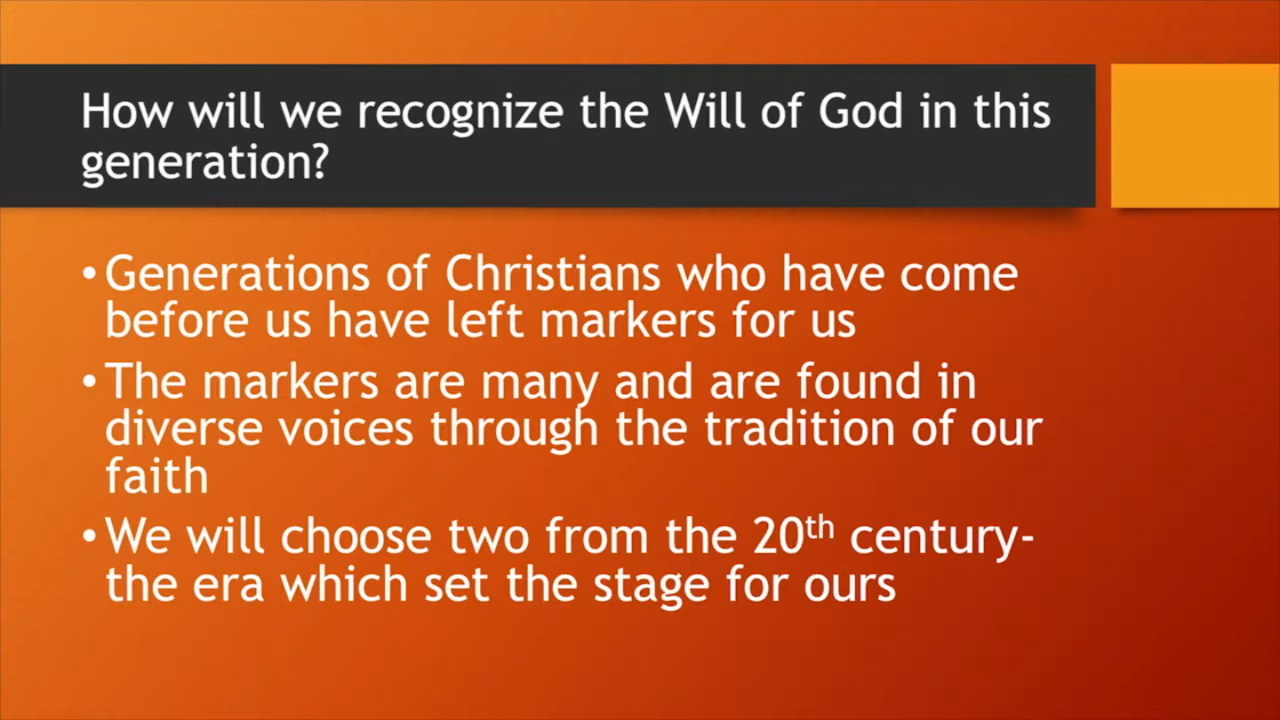 How will we recognize the Will of God in this
generation?
•Generations of Christians who have come
before us have left markers for us
•The markers are many and are found in
diverse voices through the tradition of our
faith
•We will choose two from the 20th century-
the era which set the stage for ours